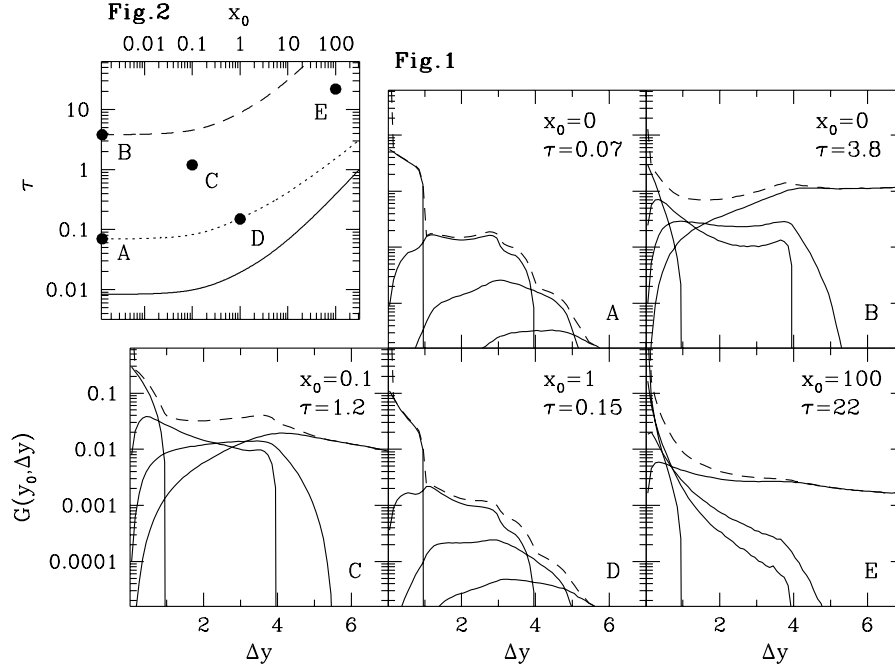 Fig.2
x₀
0.01 0.1 1 10 100
10
1
0.1
0.01
τ
A
B
C
D
E
Fig.1
x₀=0
τ=0.07
A
x₀=0
τ=3.8
B
0.1
0.01
0.001
0.0001
G(y₀,Δy)
x₀=0.1
τ=1.2
C
x₀=1
τ=0.15
D
x₀=100
τ=22
E
2 4 6
2 4 6
2 4 6
Δy
Δy
Δy